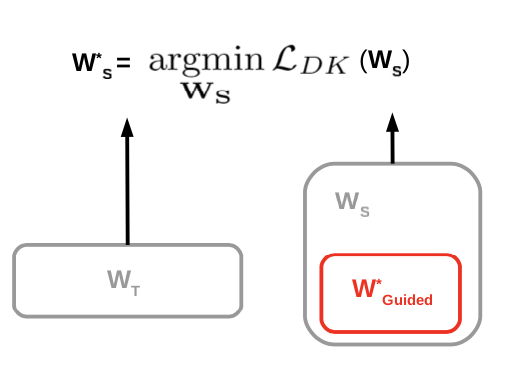 W*S = argmin ℒDK (WS)
WS
WS
WT
W*Guided